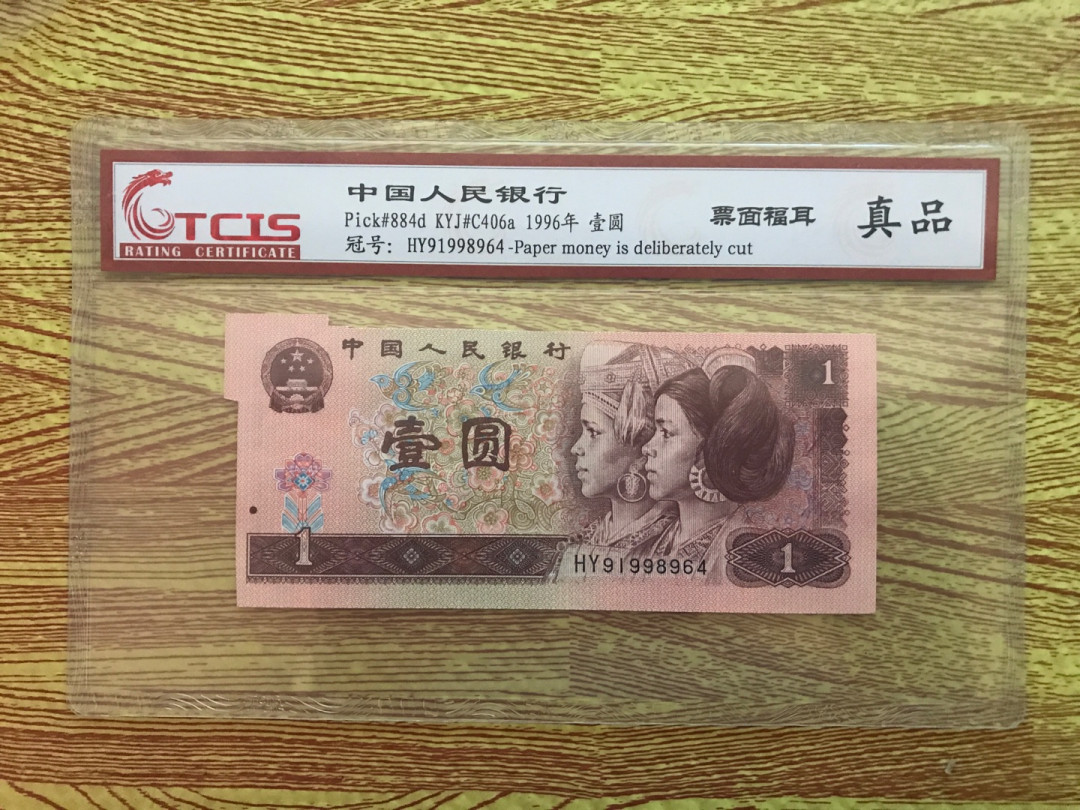 TCIS
RATING CERTIFICATE
中国人民银行
Pick#884d KYJ#C406a 1996年 壹圆
冠号: HY91998964-Paper money is deliberately cut
票面福耳
真品
中国人民银行
1
壹圆
1
HY91998964
1